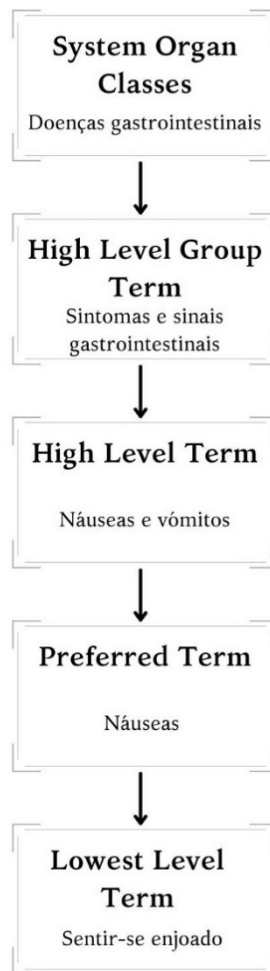 System Organ
Classes
Doenças gastrointestinais
High Level Group
Term
Sintomas e sinais
gastrointestinais
High Level Term
Náuseas e vómitos
Preferred Term
Náuseas
Lowest Level
Term
Sentir-se enjoado